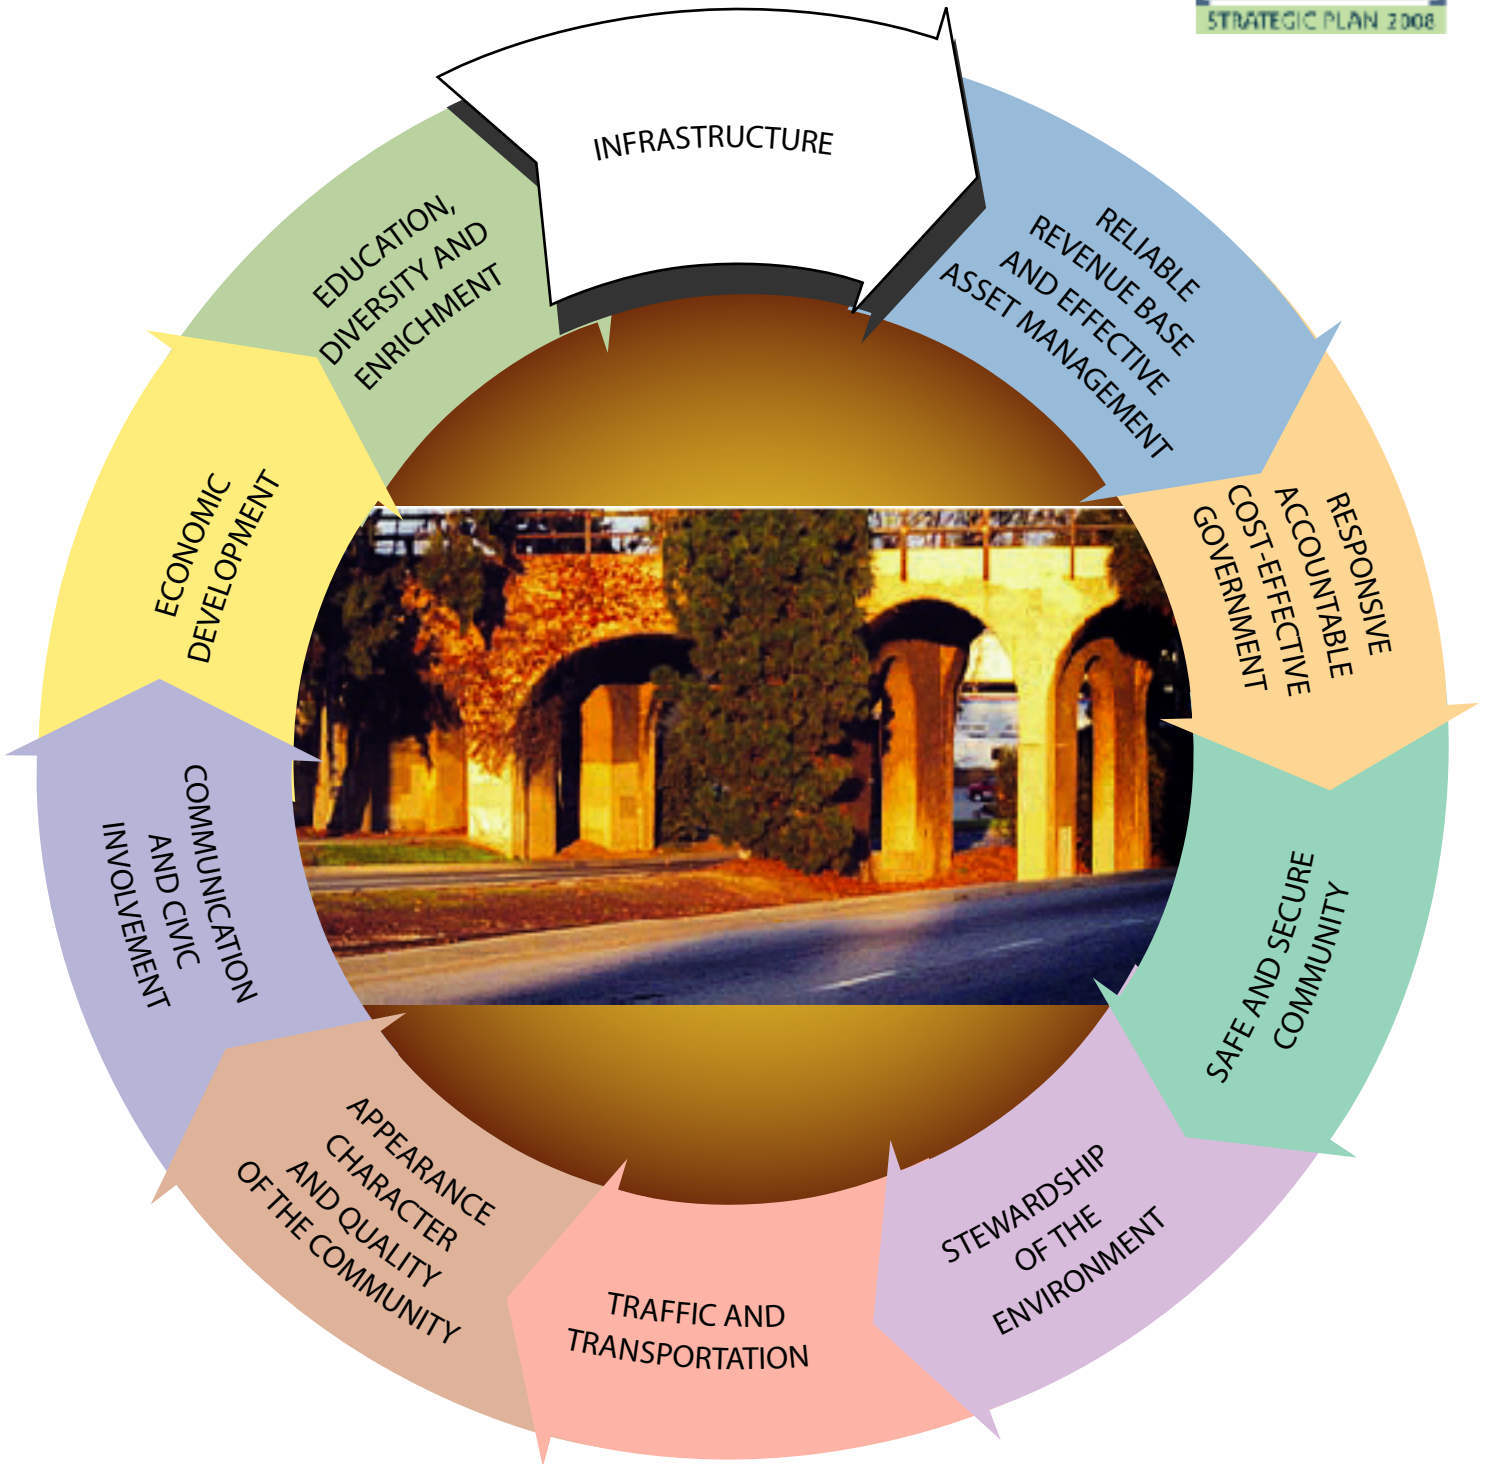 STRATEGIC PLAN 2008
INFRASTRUCTURE
RELIABLE
REVENUE BASE
AND EFFECTIVE
ASSET MANAGEMENT
RESPONSIVE
ACCOUNTABLE
COST-EFFECTIVE
GOVERNMENT
SAFE AND SECURE
COMMUNITY
STEWARDSHIP
OF THE
ENVIRONMENT
TRAFFIC AND
TRANSPORTATION
APPEARANCE
CHARACTER
AND QUALITY
OF THE COMMUNITY
COMMUNICATION
AND CIVIC
INVOLVEMENT
ECONOMIC
DEVELOPMENT
EDUCATION,
DIVERSITY AND
ENRICHMENT